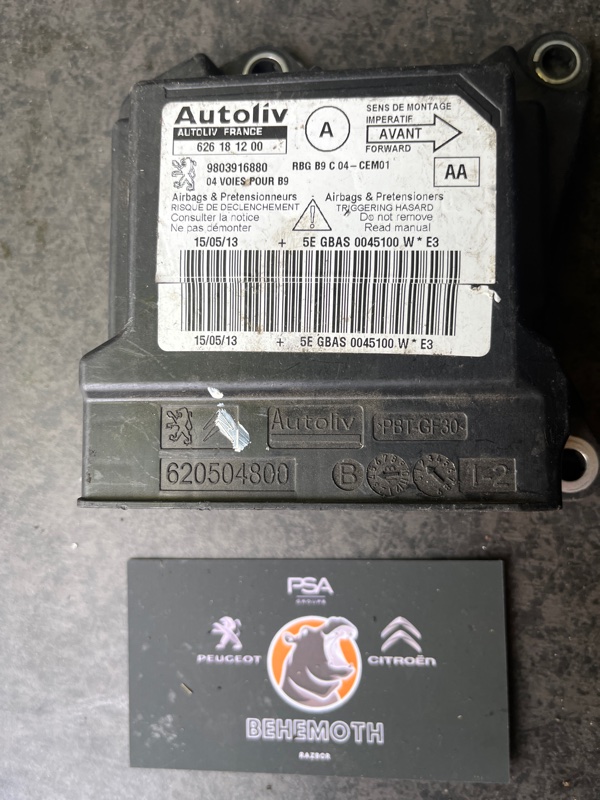 Autoliv
AUTOLIV FRANCE
626 18 12 00
A
SENS DE MONTAGE
IMPERATIF
AVANT
FORWARD
9803916880
RBG B9 C 04-CEM01
04 VOIES POUR B9
AA
Airbags & Pretensionneurs
RISQUE DE DECLENCHEMENT
Consulter la notice
Ne pas démonter
Airbags & Pretensioners
TRIGGERING HASARD
Do not remove
Read manual
15/05/13 + 5E GBAS 0045100 W * E3
15/05/13 + 5E GBAS 0045100 W * E3
Autoliv
>PBT-GF30<
620504800
B
1-2
PSA
GROUPE
PEUGEOT
CITROËN
BEHEMOTH
RAZBOR